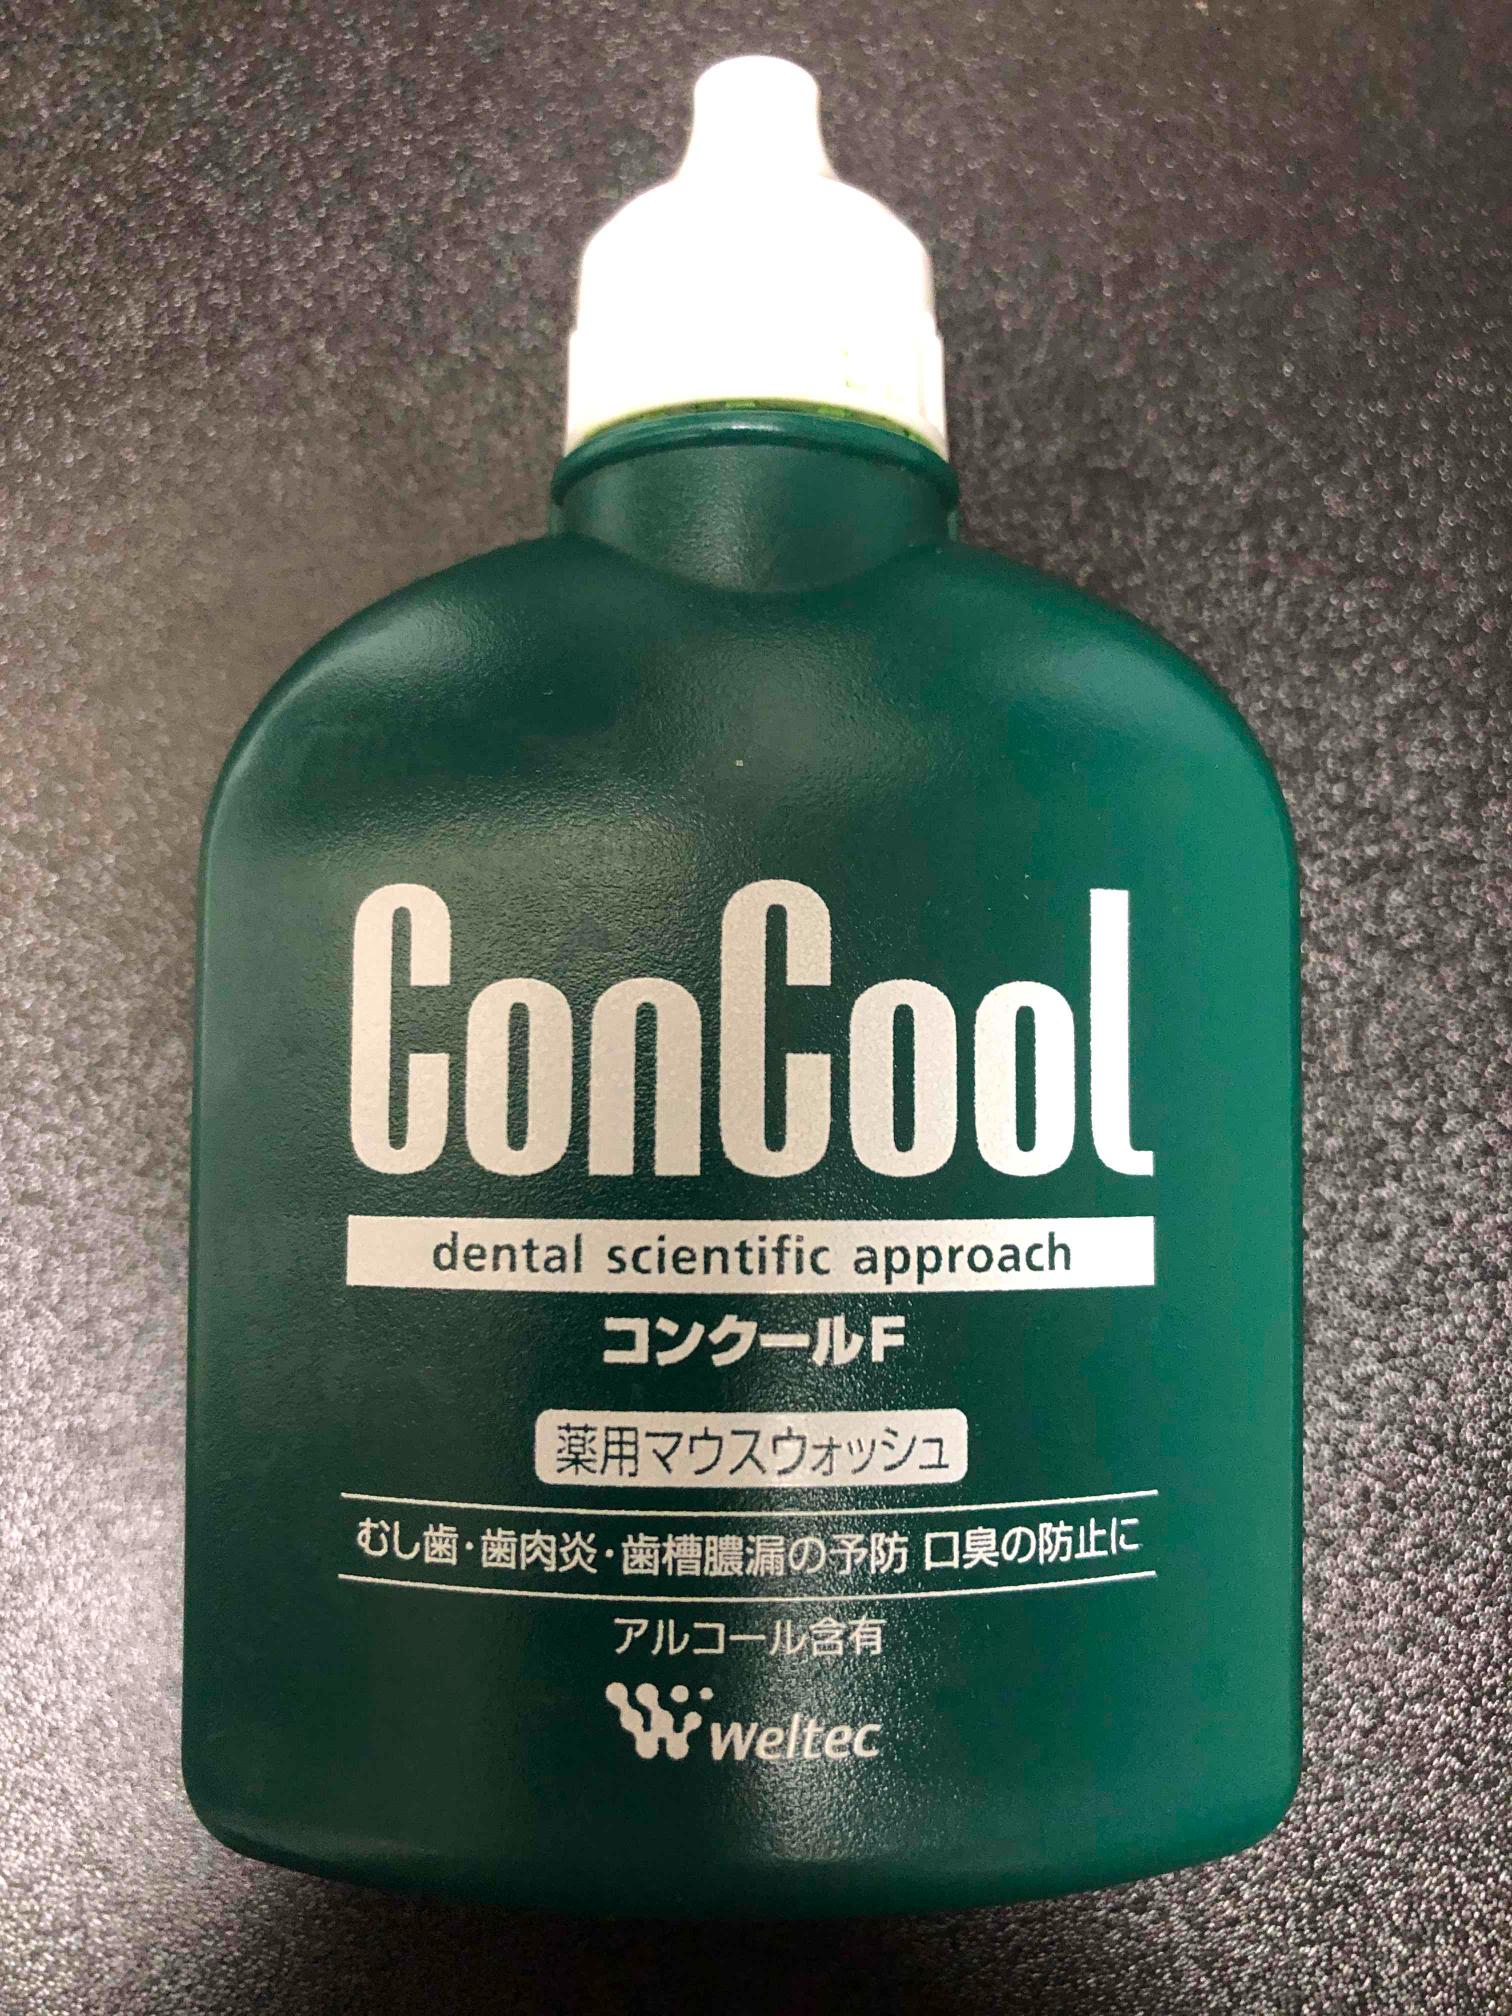 ConCool
dental scientific approach
コンクールF
薬用マウスウォッシュ
むし歯・歯肉炎・歯槽膿漏の予防 口臭の防止に
アルコール含有
weltec